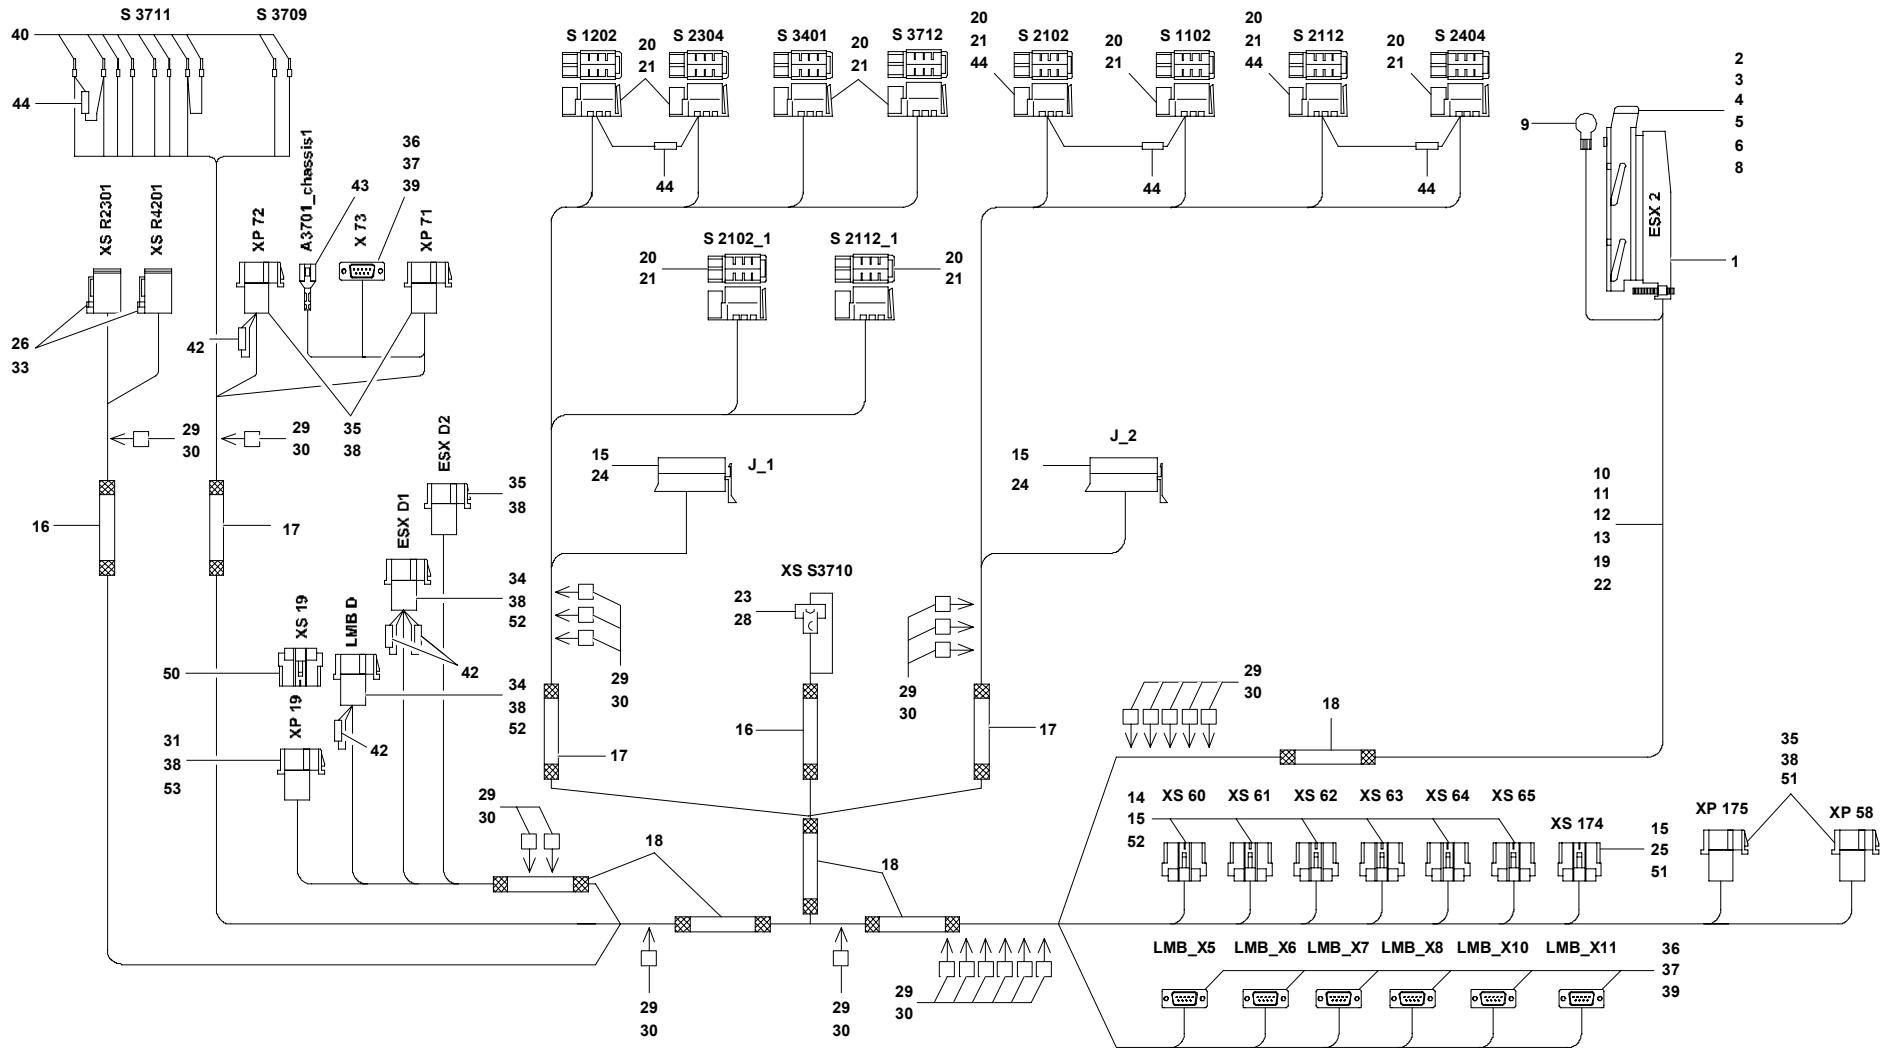 S 3711
S 3709
40
44
S 1202
20
21
S 2304
S 3401
20
21
S 3712
20
21
44
S 2102
20
21
S 1102
20
21
44
S 2112
20
21
S 2404
44
44
44
9
2
3
4
5
6
8
ESX 2
1
XS R2301
XS R4201
XP 72
A3701_chassis1
43
X 73
36
37
39
XP 71
26
33
42
35
38
29
30
29
30
S 2102_1
20
21
S 2112_1
20
21
15
24
J_1
15
24
J_2
10
11
12
13
19
22
16
17
ESX D2
35
38
ESX D1
34
38
52
42
XS 19
50
LMB D
34
38
52
42
XP 19
31
38
53
29
30
17
XS S3710
23
28
16
29
30
17
29
30
18
29
30
18
18
14
15
52
XS 60
XS 61
XS 62
XS 63
XS 64
XS 65
XS 174
15
25
51
XP 175
35
38
51
XP 58
LMB_X5
LMB_X6
LMB_X7
LMB_X8
LMB_X10
LMB_X11
36
37
39
29
30
29
30
29
30